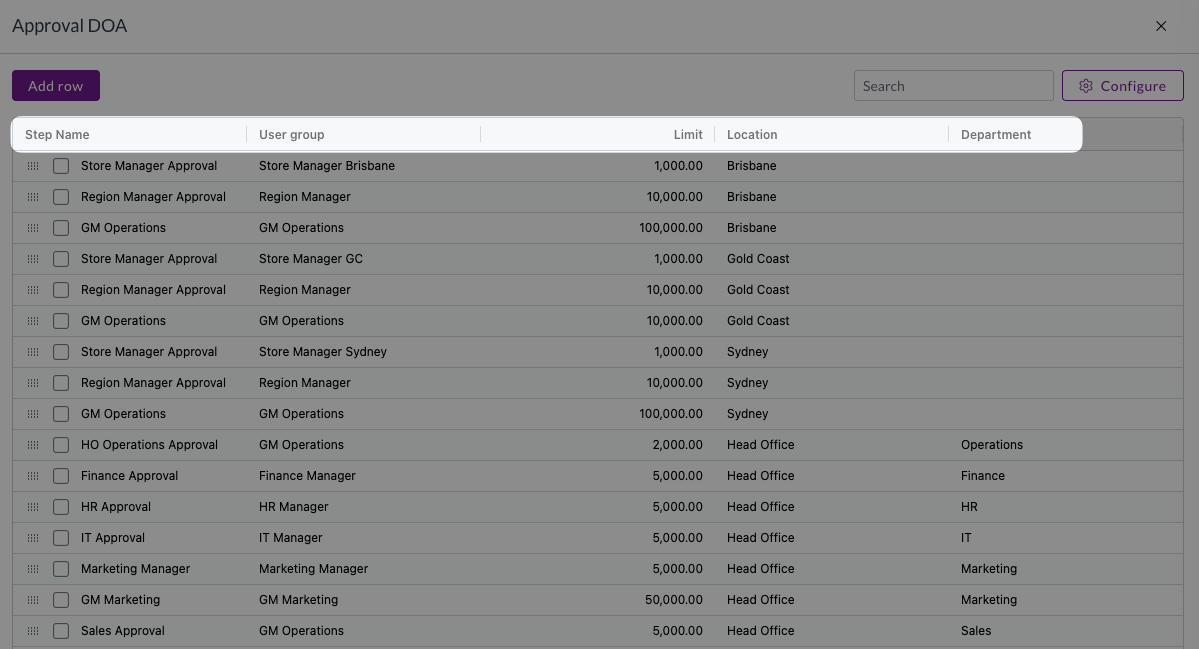 Approval DOA
Add row Search Configure
Step Name User group Limit Location Department
Store Manager Approval Store Manager Brisbane 1,000.00 Brisbane
Region Manager Approval Region Manager 10,000.00 Brisbane
GM Operations GM Operations 100,000.00 Brisbane
Store Manager Approval Store Manager GC 1,000.00 Gold Coast
Region Manager Approval Region Manager 10,000.00 Gold Coast
GM Operations GM Operations 10,000.00 Gold Coast
Store Manager Approval Store Manager Sydney 1,000.00 Sydney
Region Manager Approval Region Manager 10,000.00 Sydney
GM Operations GM Operations 100,000.00 Sydney
HO Operations Approval GM Operations 2,000.00 Head Office Operations
Finance Approval Finance Manager 5,000.00 Head Office Finance
HR Approval HR Manager 5,000.00 Head Office HR
IT Approval IT Manager 5,000.00 Head Office IT
Marketing Manager Marketing Manager 5,000.00 Head Office Marketing
GM Marketing GM Marketing 50,000.00 Head Office Marketing
Sales Approval GM Operations 5,000.00 Head Office Sales